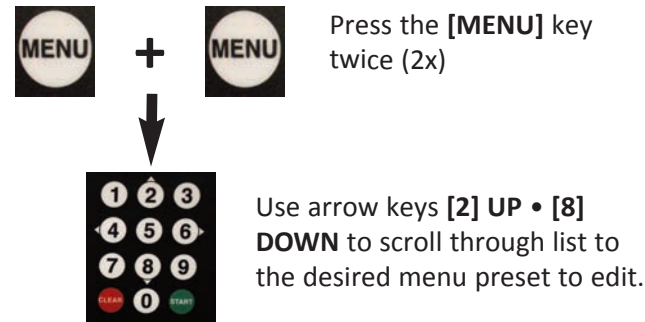 MENU + MENU
Press the [MENU] key
twice (2x)
1 2 3
4 5 6
7 8 9
CLEAR 0 START
Use arrow keys [2] UP • [8]
DOWN to scroll through list to
the desired menu preset to edit.